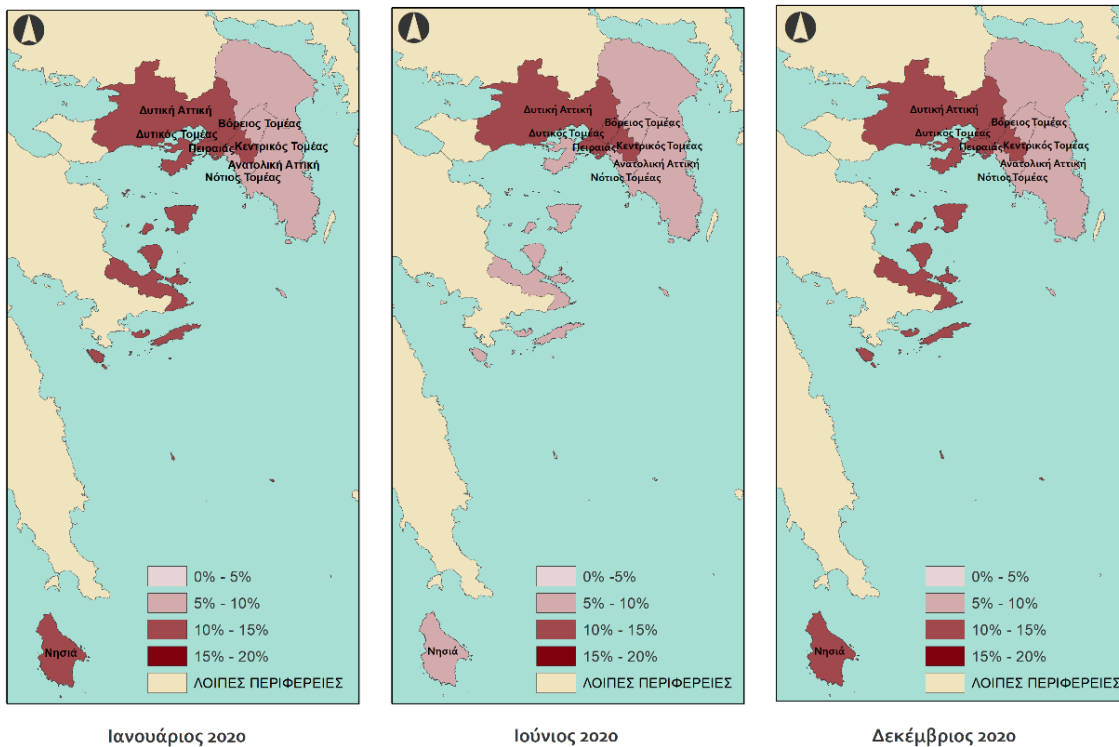 Δυτική Αττική
Βόρειος Τομέας
Δυτικός Τομέας
Πειραιάς
Κεντρικός Τομέας
Ανατολική Αττική
Νότιος Τομέας
Νησιά
0% - 5%
5% - 10%
10% - 15%
15% - 20%
ΛΟΙΠΕΣ ΠΕΡΙΦΕΡΕΙΕΣ
Ιανουάριος 2020
Δυτική Αττική
Βόρειος Τομέας
Δυτικός Τομέας
Πειραιάς
Κεντρικός Τομέας
Ανατολική Αττική
Νότιος Τομέας
Νησιά
0% -5%
5% - 10%
10% - 15%
15% - 20%
ΛΟΙΠΕΣ ΠΕΡΙΦΕΡΕΙΕΣ
Ιούνιος 2020
Δυτική Αττική
Βόρειος Τομέας
Δυτικός Τομέας
Πειραιάς
Κεντρικός Τομέας
Ανατολική Αττική
Νότιος Τομέας
Νησιά
0% - 5%
5% - 10%
10% - 15%
15% - 20%
ΛΟΙΠΕΣ ΠΕΡΙΦΕΡΕΙΕΣ
Δεκέμβριος 2020